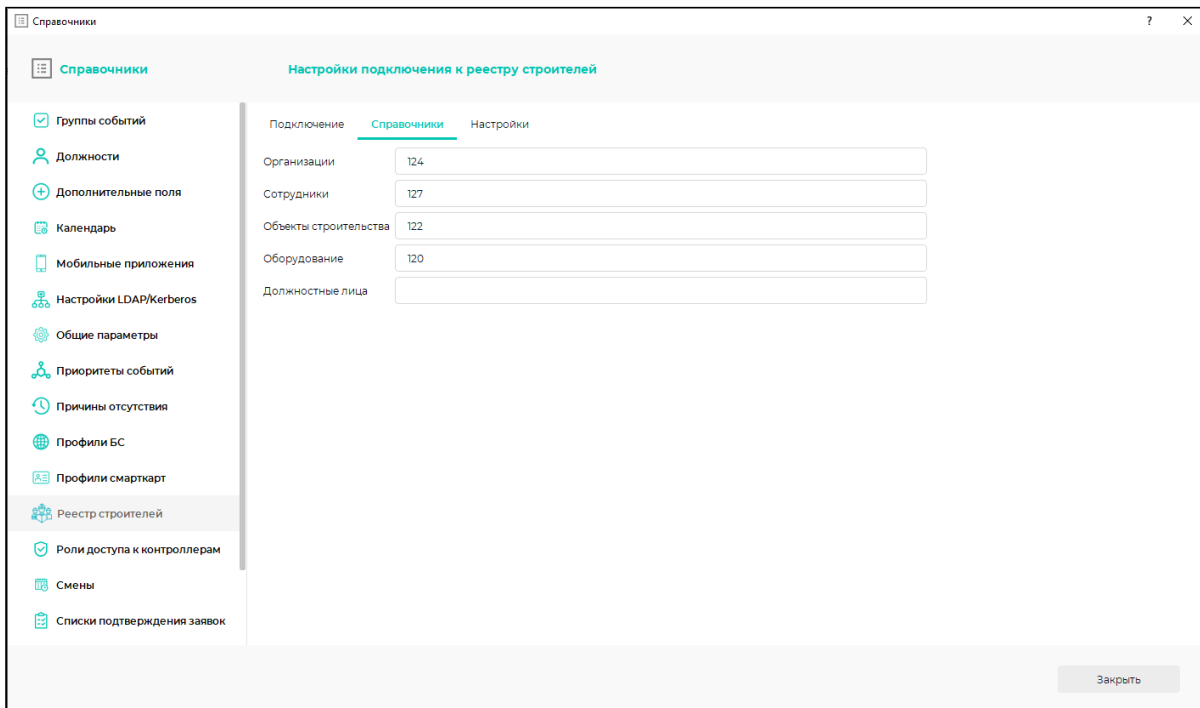 Справочники
?
Справочники
Настройки подключения к реестру строителей
Группы событий
Должности
Дополнительные поля
Календарь
Мобильные приложения
Настройки LDAP/Kerberos
Общие параметры
Приоритеты событий
Причины отсутствия
Профили БС
Профили смарткарт
Реестр строителей
Роли доступа к контроллерам
Смены
Списки подтверждения заявок
Подключение Справочники Настройки
Организации 124
Сотрудники 127
Объекты строительства 122
Оборудование 120
Должностные лица
Закрыть